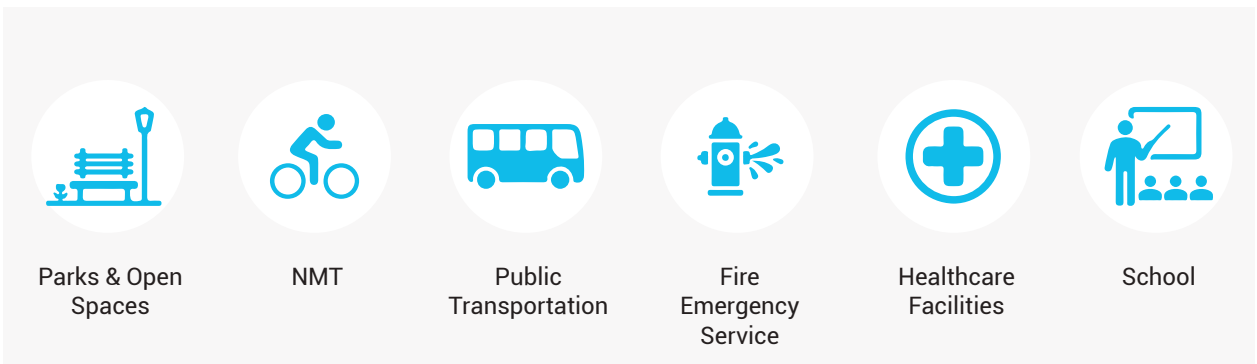 Parks & Open
Spaces
NMT
Public
Transportation
Fire
Emergency
Service
Healthcare
Facilities
School